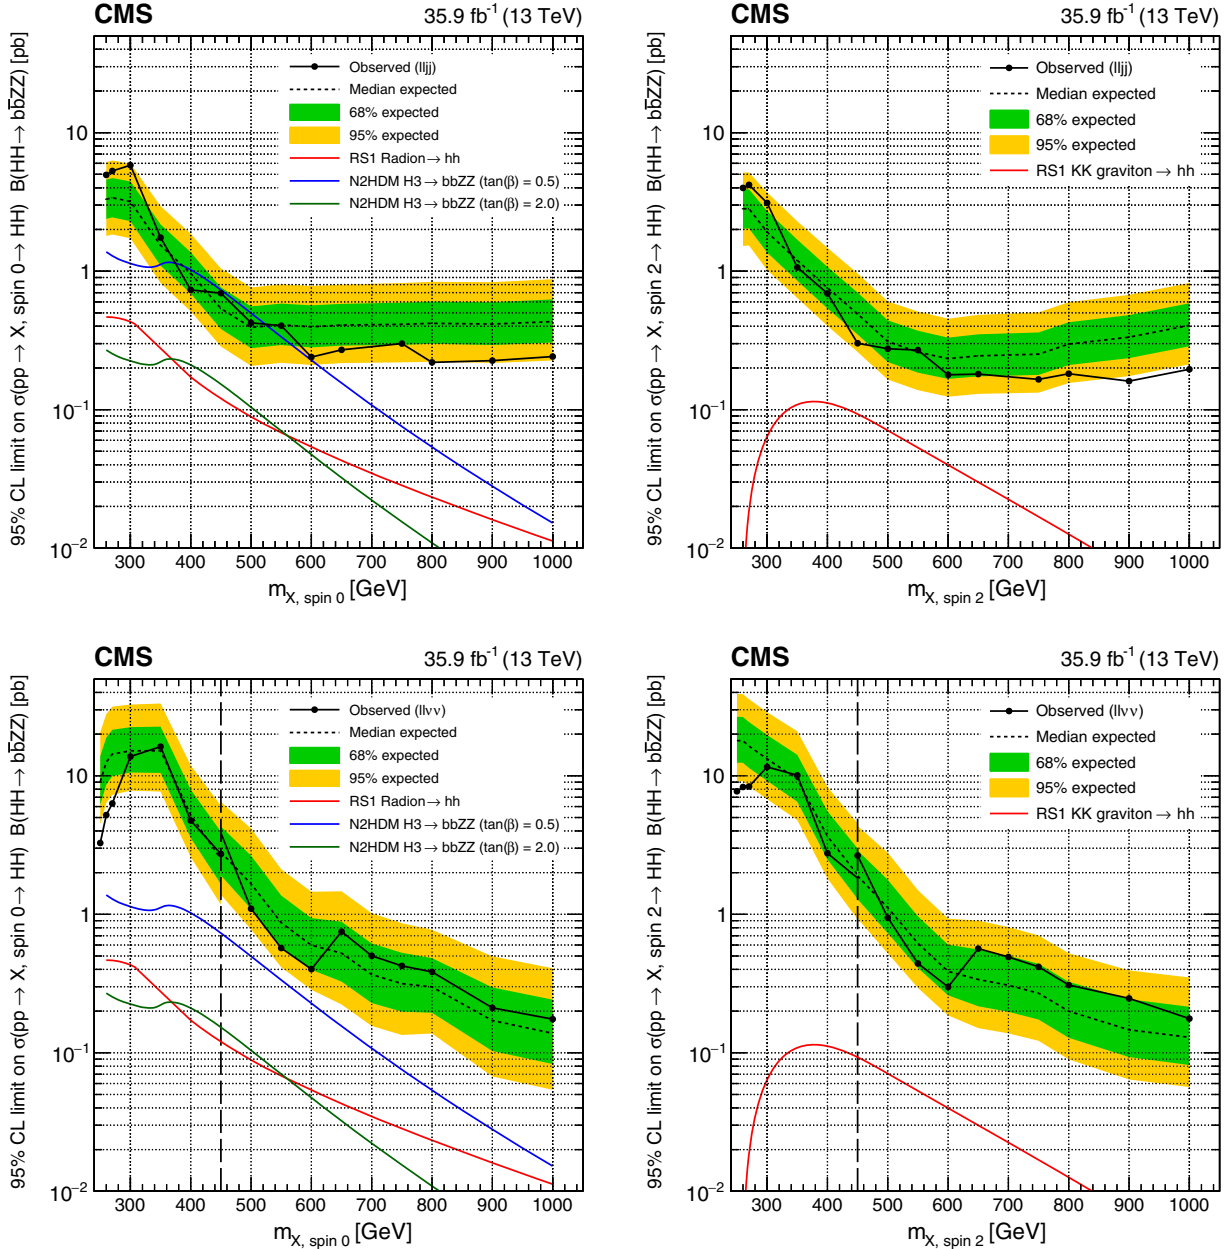 CMS 35.9 fb⁻¹ (13 TeV)
95% CL limit on σ(pp → X, spin 0 → HH) B(HH → bb̄ZZ) [pb]
Observed (lljj)
Median expected
68% expected
95% expected
RS1 Radion → hh
N2HDM H3 → bbZZ (tan(β) = 0.5)
N2HDM H3 → bbZZ (tan(β) = 2.0)
10
1
10⁻¹
10⁻²
300 400 500 600 700 800 900 1000
m_X, spin 0 [GeV]
CMS 35.9 fb⁻¹ (13 TeV)
95% CL limit on σ(pp → X, spin 2 → HH) B(HH → bb̄ZZ) [pb]
Observed (lljj)
Median expected
68% expected
95% expected
RS1 KK graviton → hh
10
1
10⁻¹
10⁻²
300 400 500 600 700 800 900 1000
m_X, spin 2 [GeV]
CMS 35.9 fb⁻¹ (13 TeV)
95% CL limit on σ(pp → X, spin 0 → HH) B(HH → bb̄ZZ) [pb]
Observed (llνν)
Median expected
68% expected
95% expected
RS1 Radion → hh
N2HDM H3 → bbZZ (tan(β) = 0.5)
N2HDM H3 → bbZZ (tan(β) = 2.0)
10
1
10⁻¹
10⁻²
300 400 500 600 700 800 900 1000
m_X, spin 0 [GeV]
CMS 35.9 fb⁻¹ (13 TeV)
95% CL limit on σ(pp → X, spin 2 → HH) B(HH → bb̄ZZ) [pb]
Observed (llνν)
Median expected
68% expected
95% expected
RS1 KK graviton → hh
10
1
10⁻¹
10⁻²
300 400 500 600 700 800 900 1000
m_X, spin 2 [GeV]